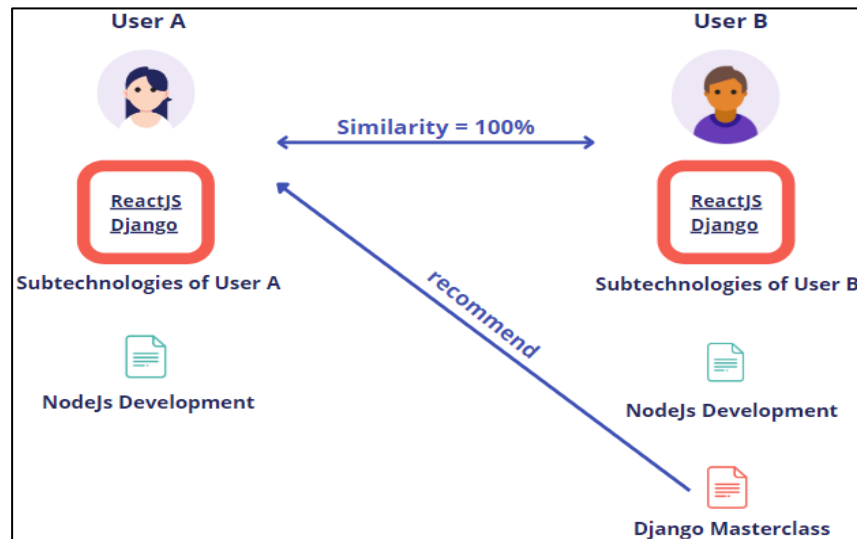 User A
User B
Similarity = 100%
ReactJS
Django
ReactJS
Django
Subtechnologies of User A
Subtechnologies of User B
recommend
NodeJs Development
NodeJs Development
Django Masterclass